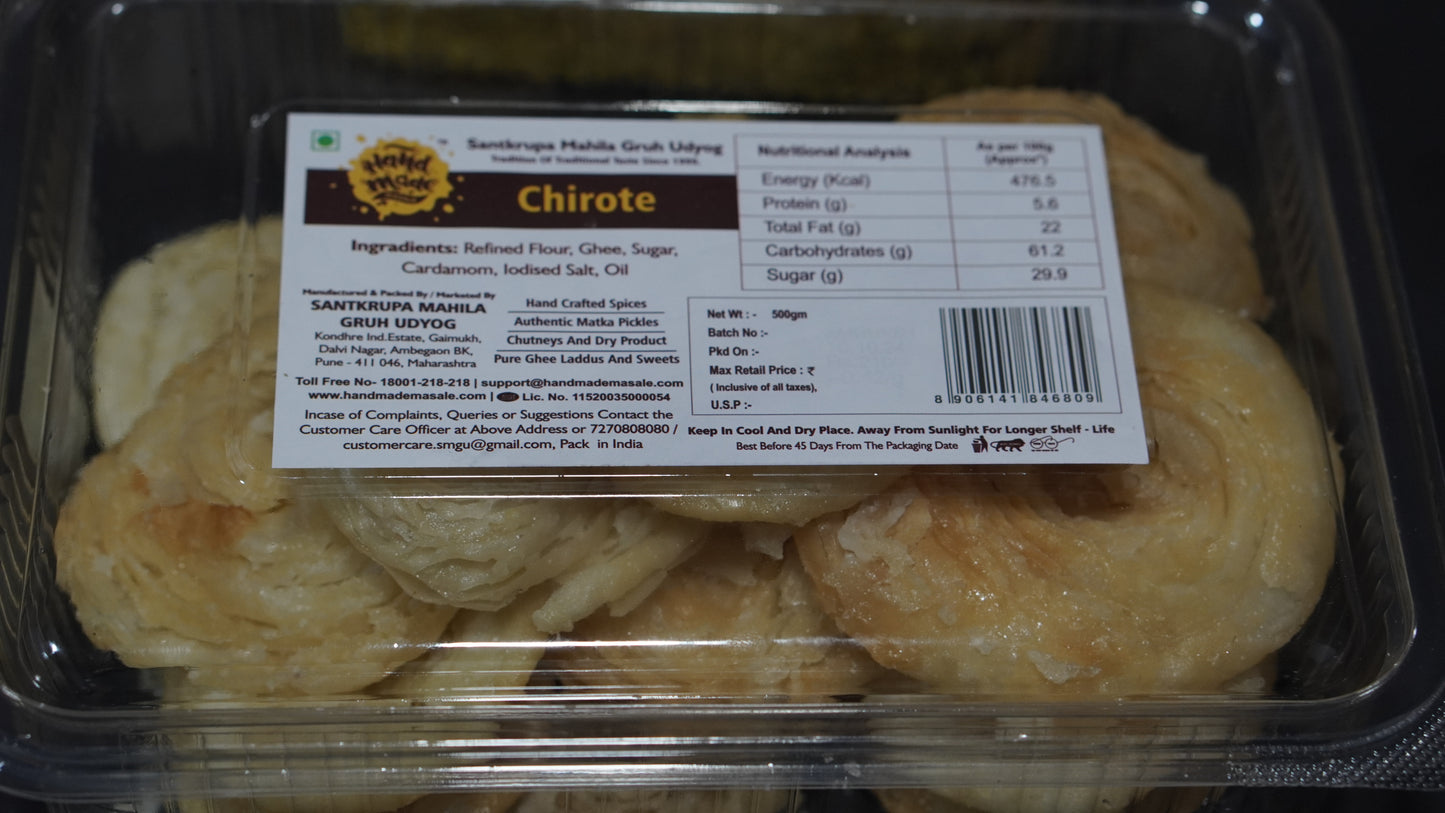 Hand
Made
Santkrupa Mahila Gruh Udyog
Tradition Of Traditional Taste Since 1995.
Chirote
Ingredients: Refined Flour, Ghee, Sugar,
Cardamom, Iodised Salt, Oil
Manufactured & Packed By / Marketed By
SANTKRUPA MAHILA
GRUH UDYOG
Kondhre Ind.Estate, Gaimukh,
Dalvi Nagar, Ambegaon BK,
Pune - 411 046, Maharashtra
Hand Crafted Spices
Authentic Matka Pickles
Chutneys And Dry Product
Pure Ghee Laddus And Sweets
Toll Free No- 18001-218-218 | support@handmademasale.com
www.handmademasale.com | Lic. No. 11520035000054
Incase of Complaints, Queries or Suggestions Contact the
Customer Care Officer at Above Address or 7270808080 /
customercare.smgu@gmail.com, Pack in India
Nutritional Analysis As per 100g
(Approx*)
Energy (Kcal) 476.5
Protein (g) 5.6
Total Fat (g) 22
Carbohydrates (g) 61.2
Sugar (g) 29.9
Net Wt : - 500gm
Batch No :-
Pkd On :-
Max Retail Price : ₹
( Inclusive of all taxes),
U.S.P :-
8 906141 846809
Keep In Cool And Dry Place. Away From Sunlight For Longer Shelf - Life
Best Before 45 Days From The Packaging Date